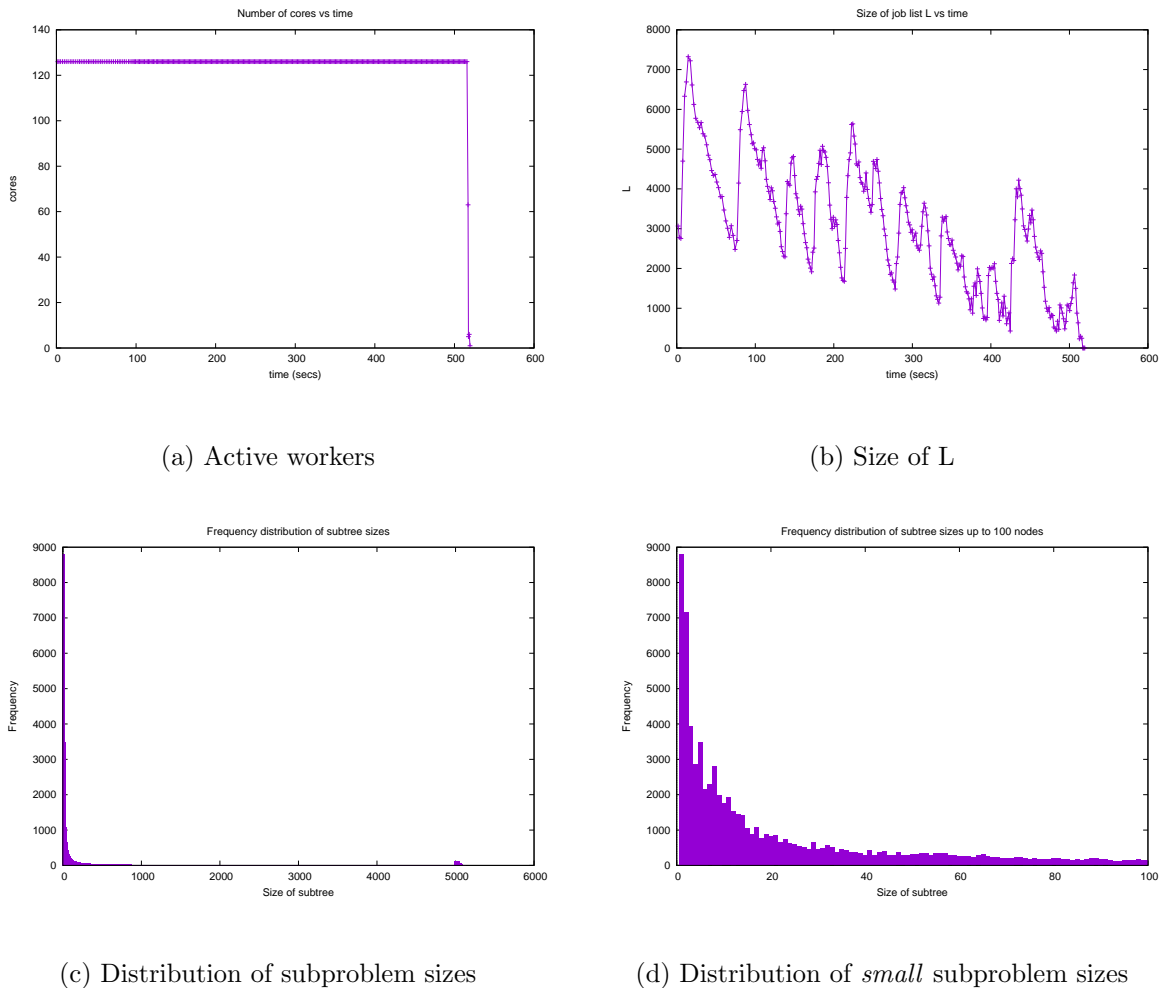 Number of cores vs time
140
120
100
80
60
40
20
0
cores
0 100 200 300 400 500 600
time (secs)
(a) Active workers
Size of job list L vs time
8000
7000
6000
5000
4000
3000
2000
1000
0
L
0 100 200 300 400 500 600
time (secs)
(b) Size of L
Frequency distribution of subtree sizes
9000
8000
7000
6000
5000
4000
3000
2000
1000
0
Frequency
0 1000 2000 3000 4000 5000 6000
Size of subtree
(c) Distribution of subproblem sizes
Frequency distribution of subtree sizes up to 100 nodes
9000
8000
7000
6000
5000
4000
3000
2000
1000
0
Frequency
0 20 40 60 80 100
Size of subtree
(d) Distribution of small subproblem sizes